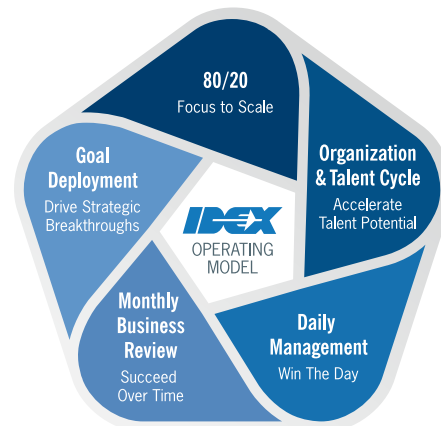 80/20
Focus to Scale
Organization
& Talent Cycle
Accelerate
Talent Potential
Daily
Management
Win The Day
Monthly
Business
Review
Succeed
Over Time
Goal
Deployment
Drive Strategic
Breakthroughs
IDEX
OPERATING
MODEL